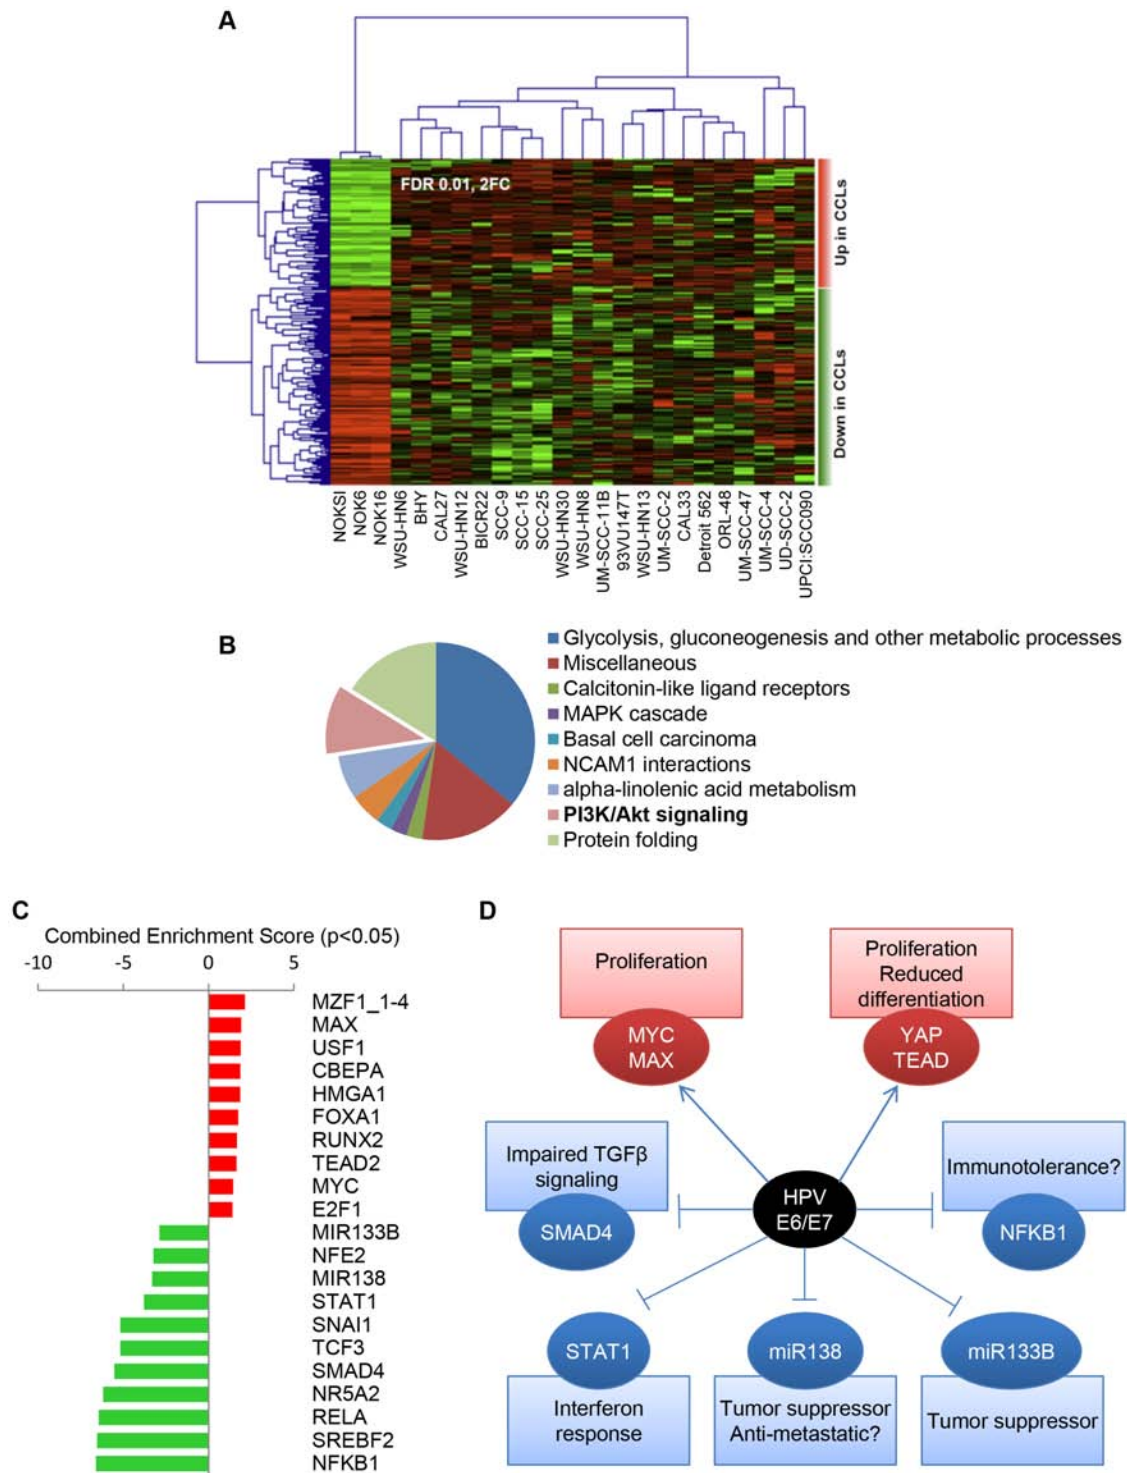 A
FDR 0.01, 2FC
Up in CCLs
Down in CCLs
NOKSI
NOK6
NOK16
WSU-HN6
BHY
CAL27
WSU-HN12
BICR22
SCC-9
SCC-15
SCC-25
WSU-HN30
WSU-HN8
UM-SCC-11B
93VU147T
WSU-HN13
UM-SCC-2
CAL33
Detroit 562
ORL-48
UM-SCC-47
UM-SCC-4
UD-SCC-2
UPCI:SCC090
B
Glycolysis, gluconeogenesis and other metabolic processes
Miscellaneous
Calcitonin-like ligand receptors
MAPK cascade
Basal cell carcinoma
NCAM1 interactions
alpha-linolenic acid metabolism
PI3K/Akt signaling
Protein folding
C
Combined Enrichment Score (p<0.05)
-10 -5 0 5
MZF1_1-4
MAX
USF1
CBEPA
HMGA1
FOXA1
RUNX2
TEAD2
MYC
E2F1
MIR133B
NFE2
MIR138
STAT1
SNAI1
TCF3
SMAD4
NR5A2
RELA
SREBF2
NFKB1
D
Proliferation
MYC
MAX
Proliferation
Reduced
differentiation
YAP
TEAD
Impaired TGFβ
signaling
SMAD4
HPV
E6/E7
Immunotolerance?
NFKB1
STAT1
Interferon
response
miR138
Tumor suppressor
Anti-metastatic?
miR133B
Tumor suppressor